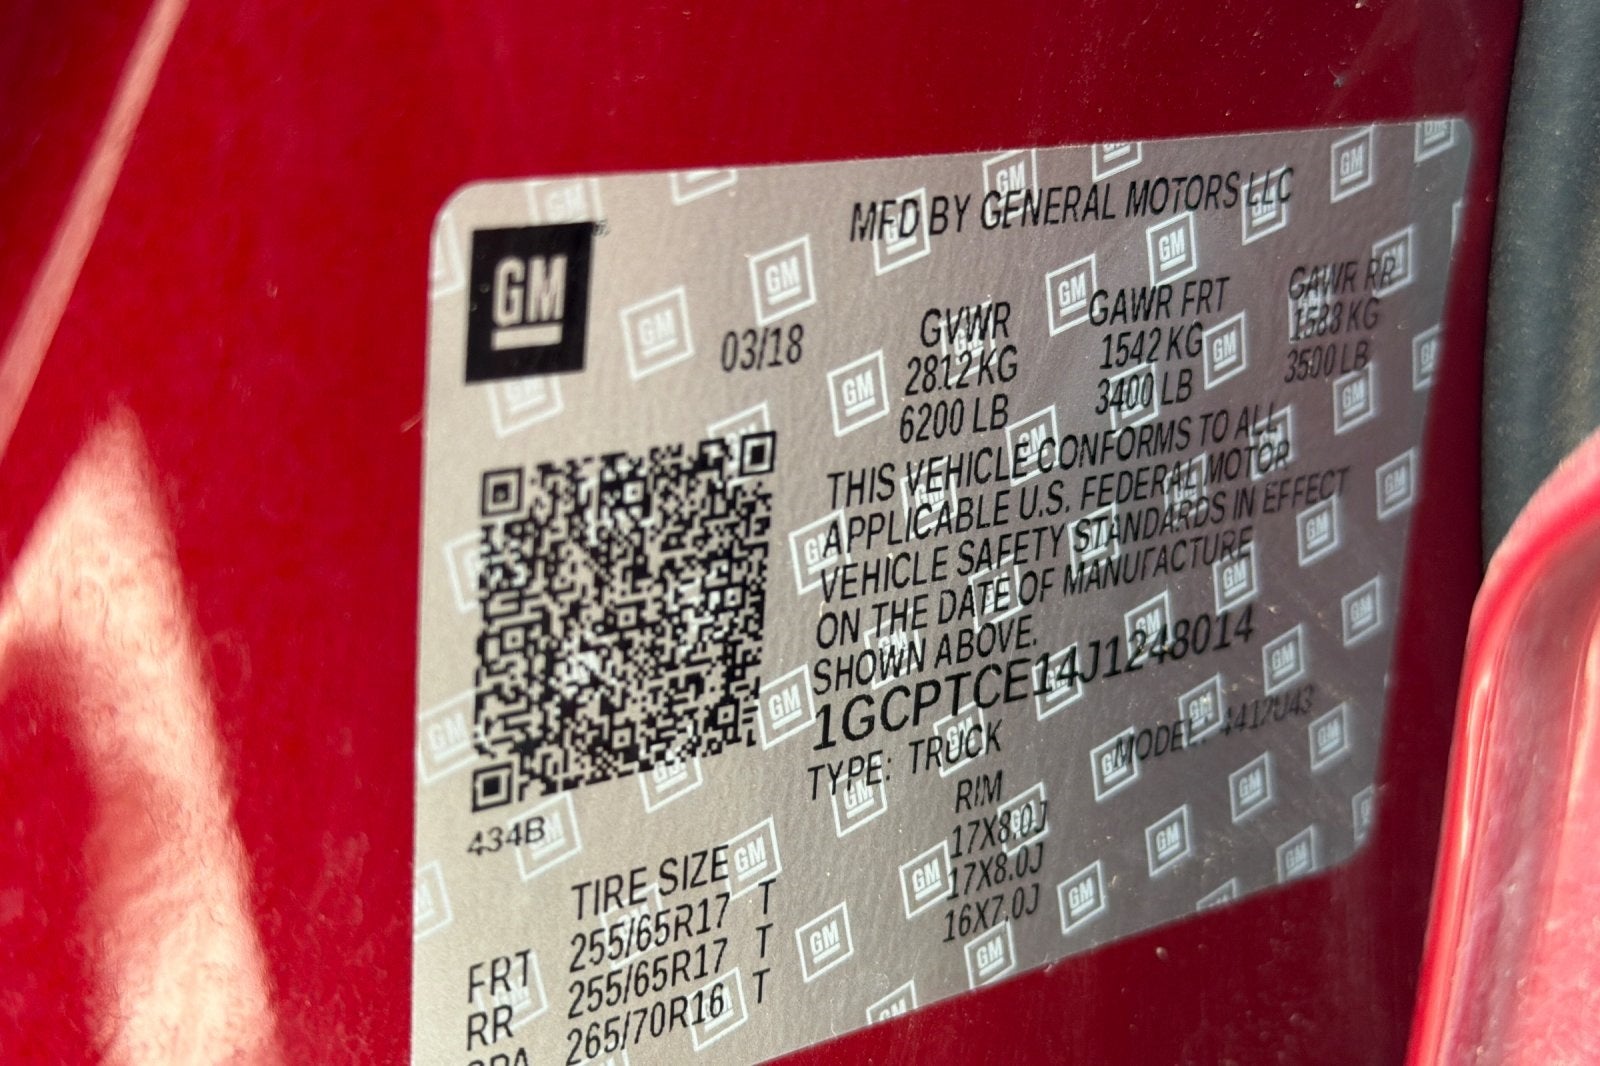 GM
MFD BY GENERAL MOTORS LLC
03/18
GVWR GAWR FRT GAWR RR
2812 KG 1542 KG 1588 KG
6200 LB 3400 LB 3500 LB
THIS VEHICLE CONFORMS TO ALL
APPLICABLE U.S. FEDERAL MOTOR
VEHICLE SAFETY STANDARDS IN EFFECT
ON THE DATE OF MANUFACTURE
SHOWN ABOVE.
1GCPTCE14J1248014
TYPE: TRUCK MODEL:
434B
TIRE SIZE RIM
FRT 255/65R17 T 17X8.0J
RR 255/65R17 T 17X8.0J
265/70R16 T 16X7.0J